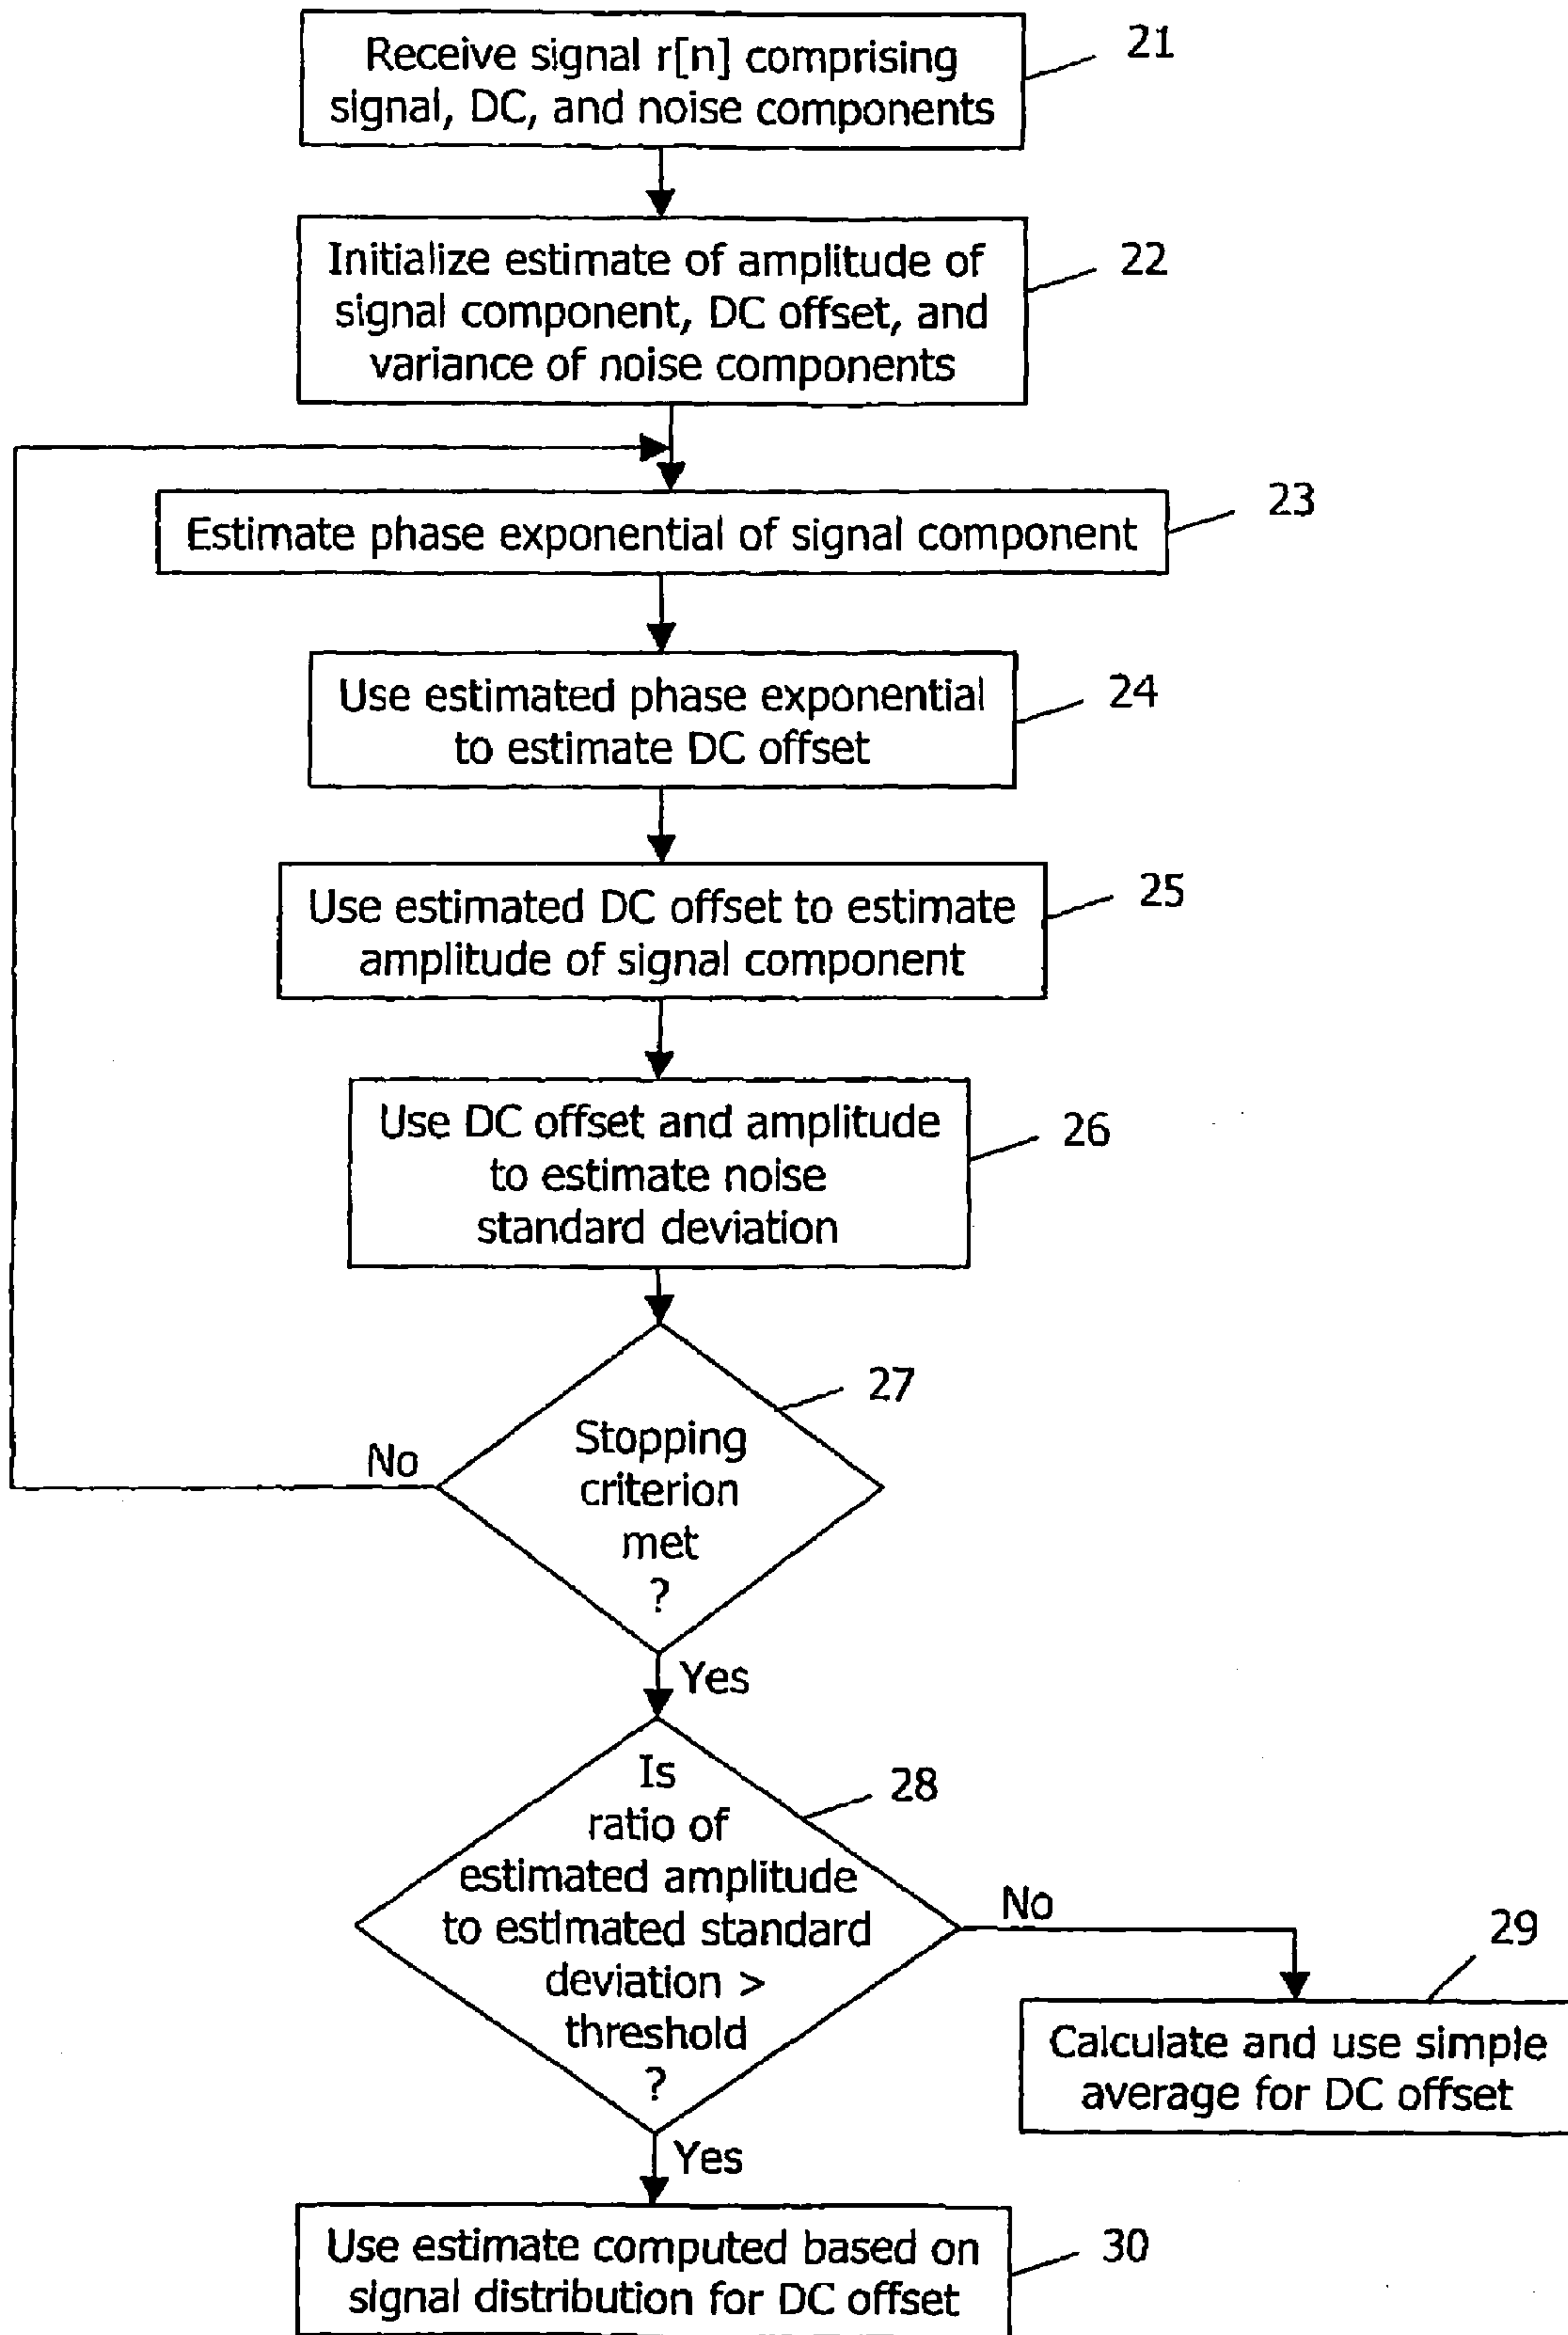 Receive signal r[n] comprising
signal, DC, and noise components
21
Initialize estimate of amplitude of
signal component, DC offset, and
variance of noise components
22
Estimate phase exponential of signal component
23
Use estimated phase exponential
to estimate DC offset
24
Use estimated DC offset to estimate
amplitude of signal component
25
Use DC offset and amplitude
to estimate noise
standard deviation
26
Stopping
criterion
met
?
27
No
Yes
Is
ratio of
estimated amplitude
to estimated standard
deviation >
threshold
?
28
No
29
Calculate and use simple
average for DC offset
Yes
Use estimate computed based on
signal distribution for DC offset
30